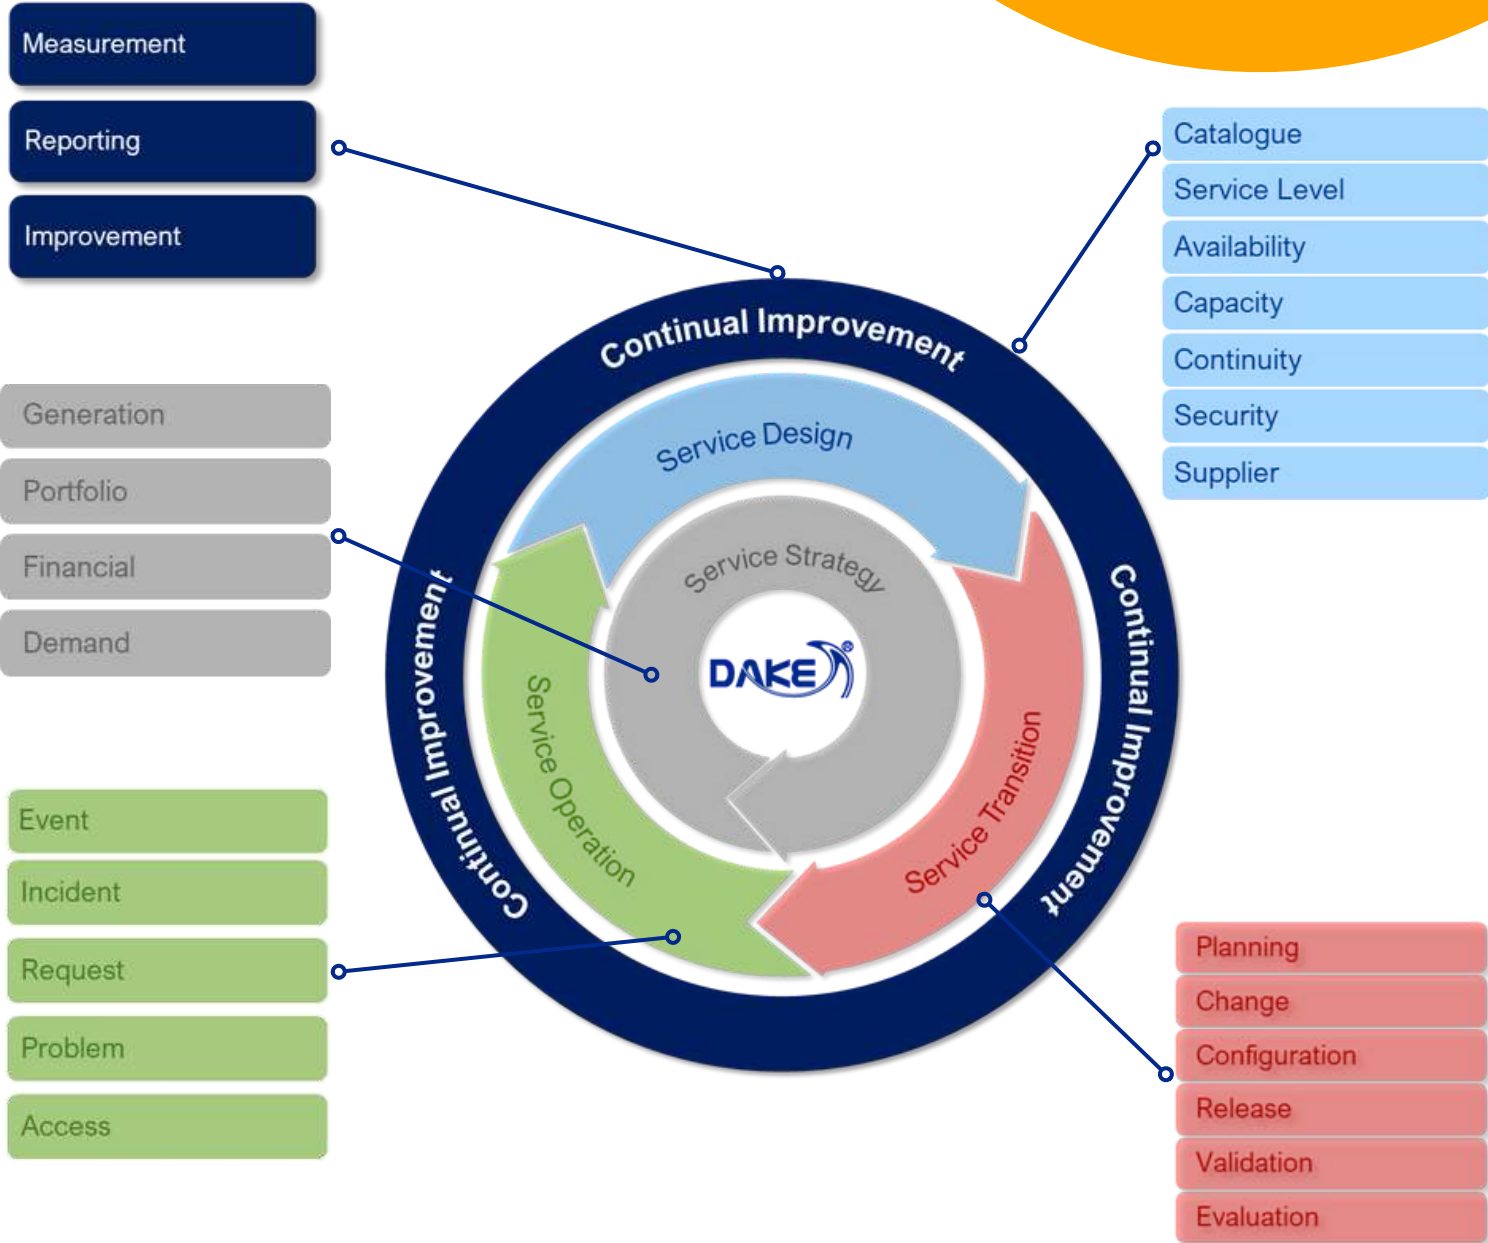 Measurement
Reporting
Improvement
Catalogue
Service Level
Availability
Capacity
Continuity
Security
Supplier
Generation
Portfolio
Financial
Demand
Continual Improvement
Continual Improvement
Continual Improvement
Service Design
Service Strategy
DAKE®
Service Operation
Service Transition
Event
Incident
Request
Problem
Access
Planning
Change
Configuration
Release
Validation
Evaluation